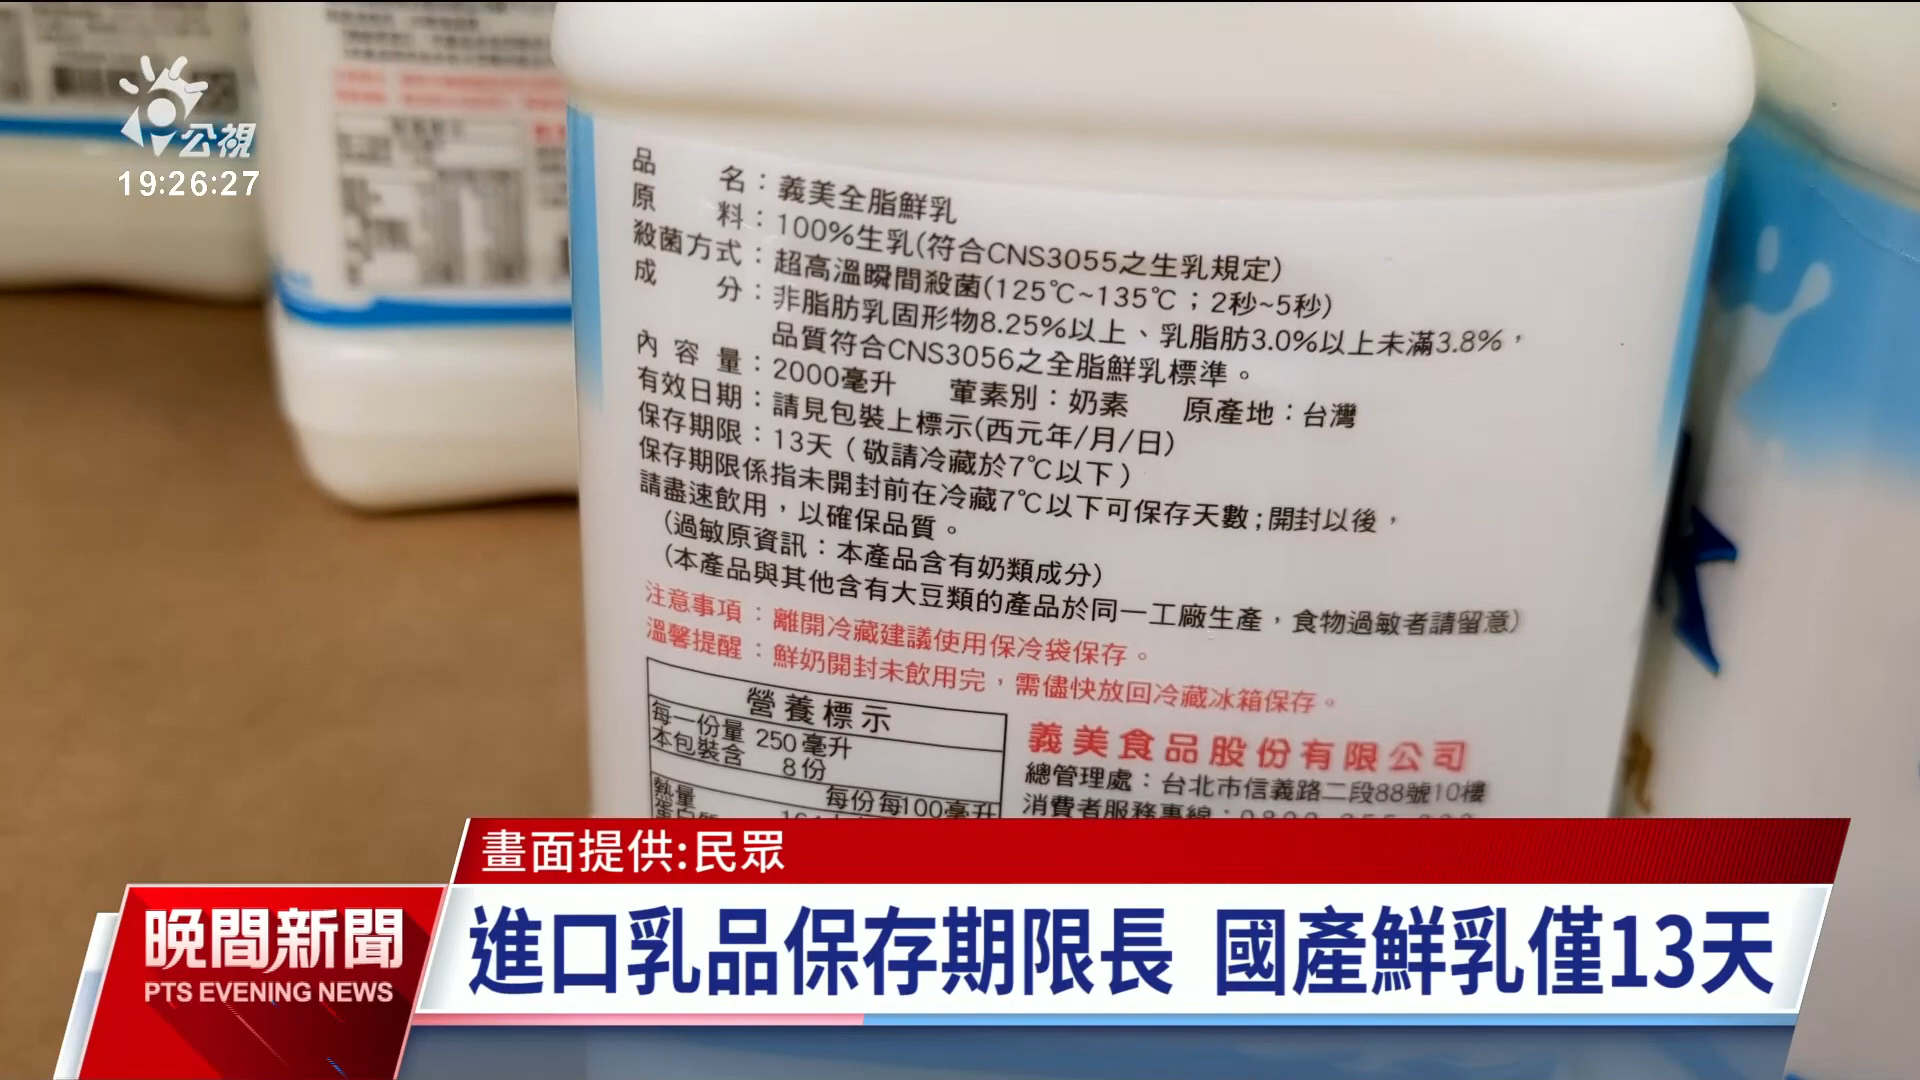 公視
19:26:27
品名：義美全脂鮮乳
原料：100%生乳(符合CNS3055之生乳規定)
殺菌方式：超高溫瞬間殺菌(125℃~135℃；2秒~5秒)
成分：非脂肪乳固形物8.25%以上、乳脂肪3.0%以上未滿3.8%，
品質符合CNS3056之全脂鮮乳標準。
內容量：2000毫升 葷素別：奶素 原產地：台灣
有效日期：請見包裝上標示(西元年/月/日)
保存期限：13天（敬請冷藏於7℃以下）
保存期限係指未開封前在冷藏7℃以下可保存天數;開封以後，
請盡速飲用，以確保品質。
(過敏原資訊：本產品含有奶類成分)
(本產品與其他含有大豆類的產品於同一工廠生產，食物過敏者請留意)
注意事項：離開冷藏建議使用保冷袋保存。
溫馨提醒：鮮奶開封未飲用完，需儘快放回冷藏冰箱保存。
營養標示
每一份量 250毫升
本包裝含 8份
每份 每100毫升
熱量
義美食品股份有限公司
總管理處：台北市信義路二段88號10樓
消費者服務專線：
畫面提供:民眾
晚間新聞
PTS EVENING NEWS
進口乳品保存期限長 國產鮮乳僅13天